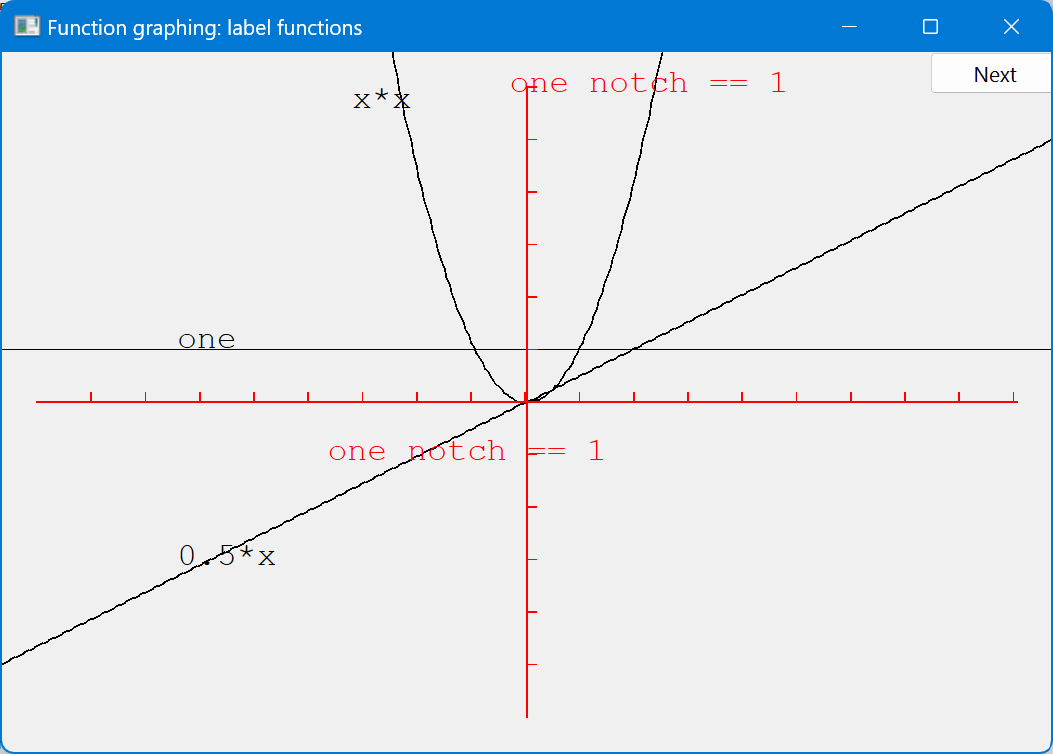 Function graphing: label functions
Next
one notch == 1
x*x
one
one notch == 1
0.5*x